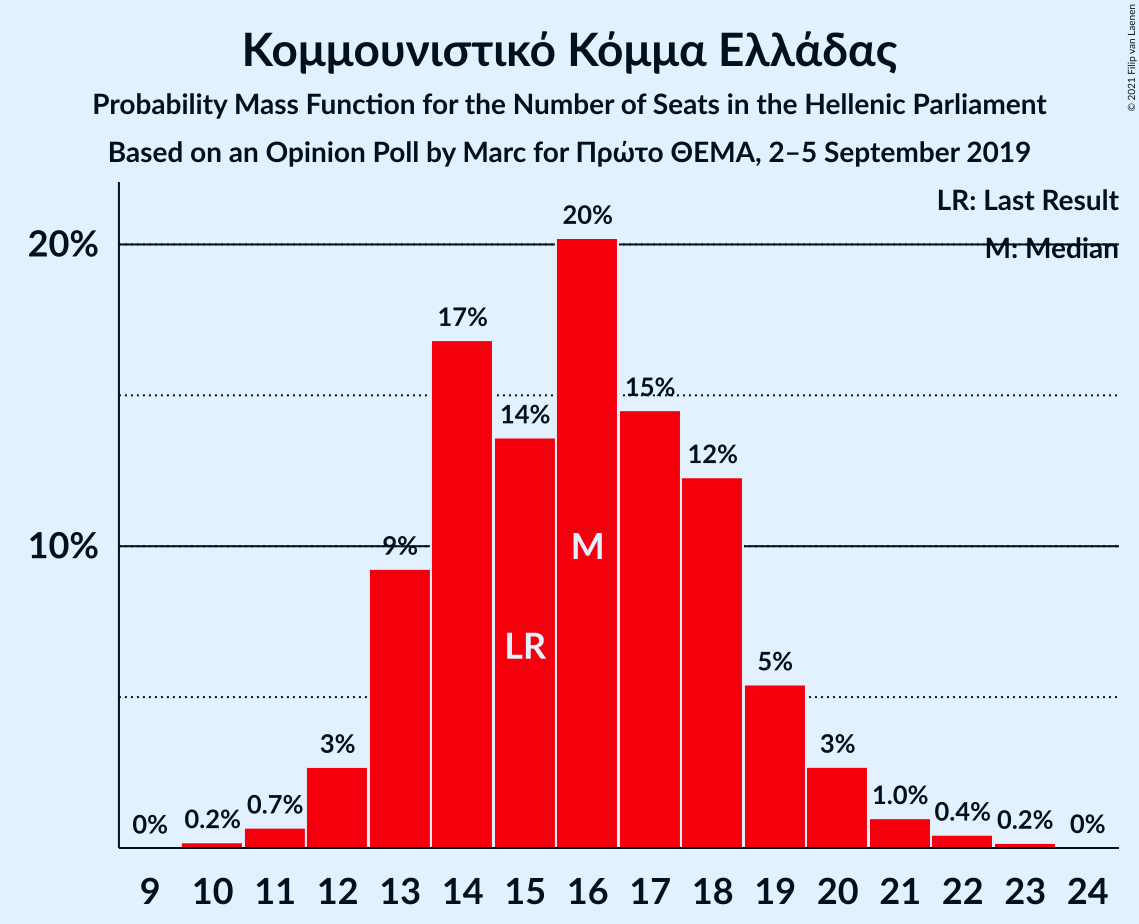 Κομμουνιστικό Κόμμα Ελλάδας
Probability Mass Function for the Number of Seats in the Hellenic Parliament
Based on an Opinion Poll by Marc for Πρώτο ΘΕΜΑ, 2–5 September 2019
© 2021 Filip van Laenen
LR: Last Result
M: Median
20%
10%
0%
0.2%
0.7%
3%
9%
17%
14%
20%
15%
12%
5%
3%
1.0%
0.4%
0.2%
0%
LR
M
9 10 11 12 13 14 15 16 17 18 19 20 21 22 23 24